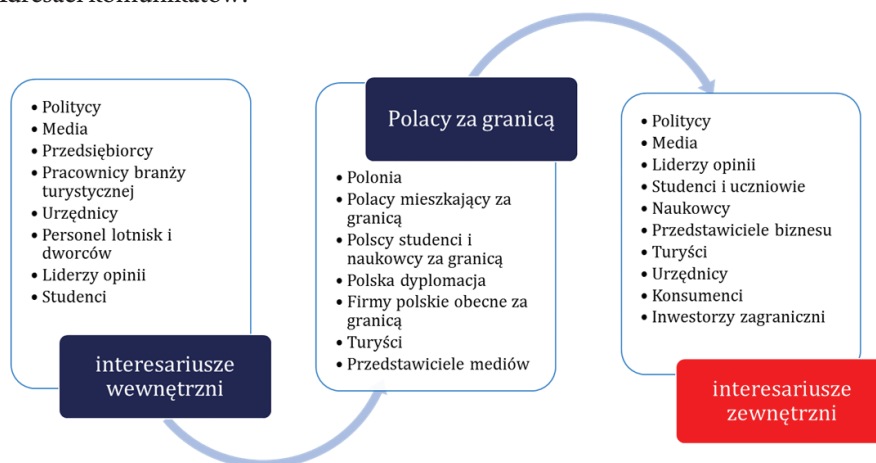 adresaci komunikatów:
• Politycy
• Media
• Przedsiębiorcy
• Pracownicy branży
turystycznej
• Urzędnicy
• Personel lotnisk i
dworców
• Liderzy opinii
• Studenci
interesariusze
wewnętrzni
Polacy za granicą
• Polonia
• Polacy mieszkający za
granicą
• Polscy studenci i
naukowcy za granicą
• Polska dyplomacja
• Firmy polskie obecne za
granicą
• Turyści
• Przedstawiciele mediów
• Politycy
• Media
• Liderzy opinii
• Studenci i uczniowie
• Naukowcy
• Przedstawiciele biznesu
• Turyści
• Urzędnicy
• Konsumenci
• Inwestorzy zagraniczni
interesariusze
zewnętrzni